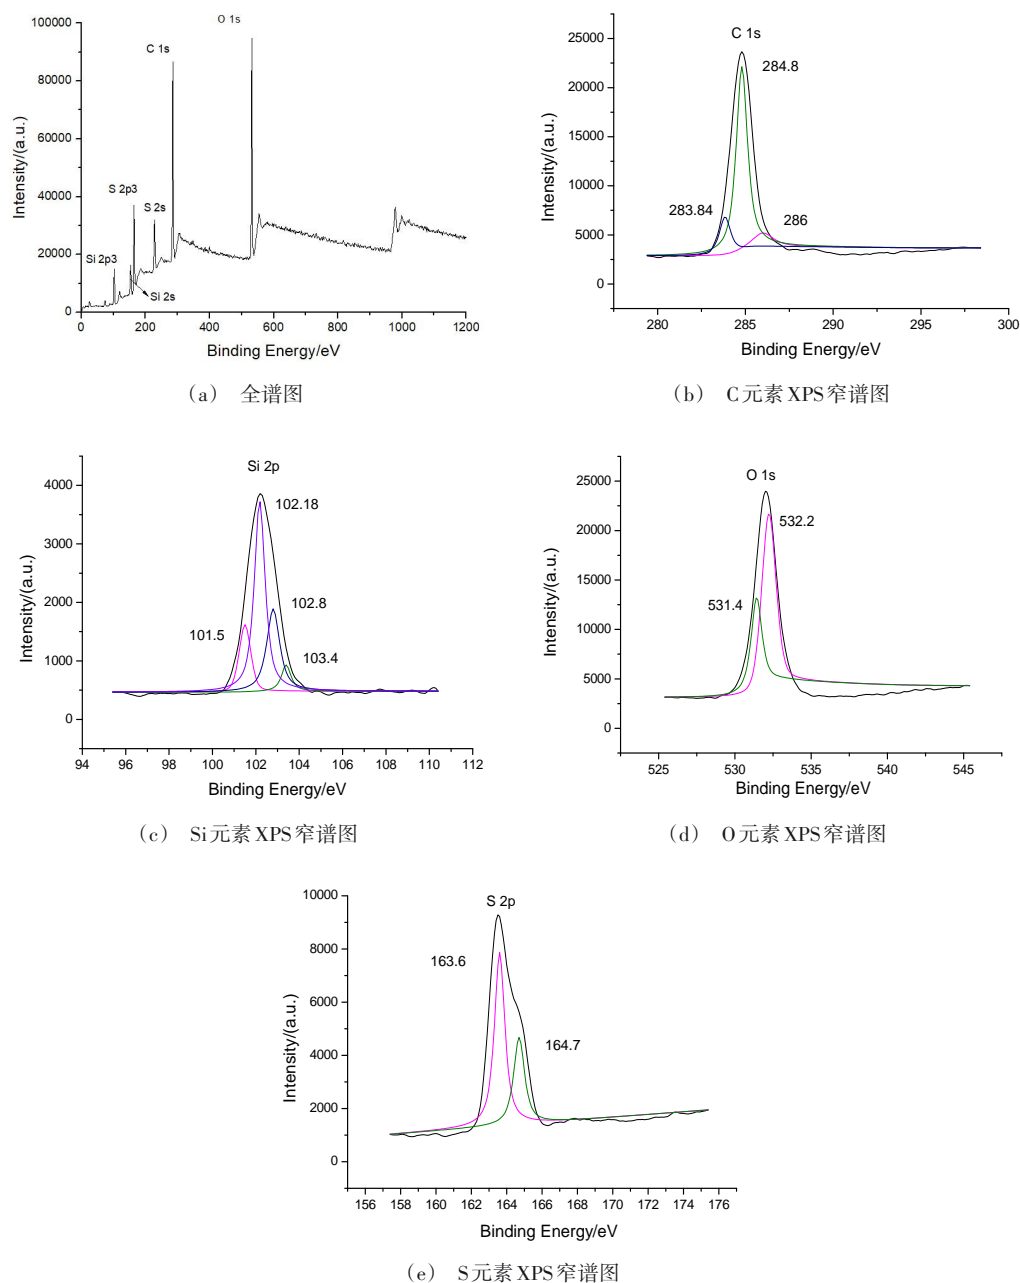 O 1s
C 1s
S 2p3
S 2s
Si 2p3
Si 2s
100000
80000
60000
40000
20000
0
0 200 400 600 800 1000 1200
Intensity/(a.u.)
Binding Energy/eV
(a) 全谱图
C 1s
284.8
283.84
286
25000
20000
15000
10000
5000
0
280 285 290 295 300
Intensity/(a.u.)
Binding Energy/eV
(b) C元素XPS窄谱图
Si 2p
102.18
102.8
101.5
103.4
4000
3000
2000
1000
0
94 96 98 100 102 104 106 108 110 112
Intensity/(a.u.)
Binding Energy/eV
(c) Si元素XPS窄谱图
O 1s
532.2
531.4
25000
20000
15000
10000
5000
0
525 530 535 540 545
Intensity/(a.u.)
Binding Energy/eV
(d) O元素XPS窄谱图
S 2p
163.6
164.7
10000
8000
6000
4000
2000
0
156 158 160 162 164 166 168 170 172 174 176
Intensity/(a.u.)
Binding Energy/eV
(e) S元素XPS窄谱图